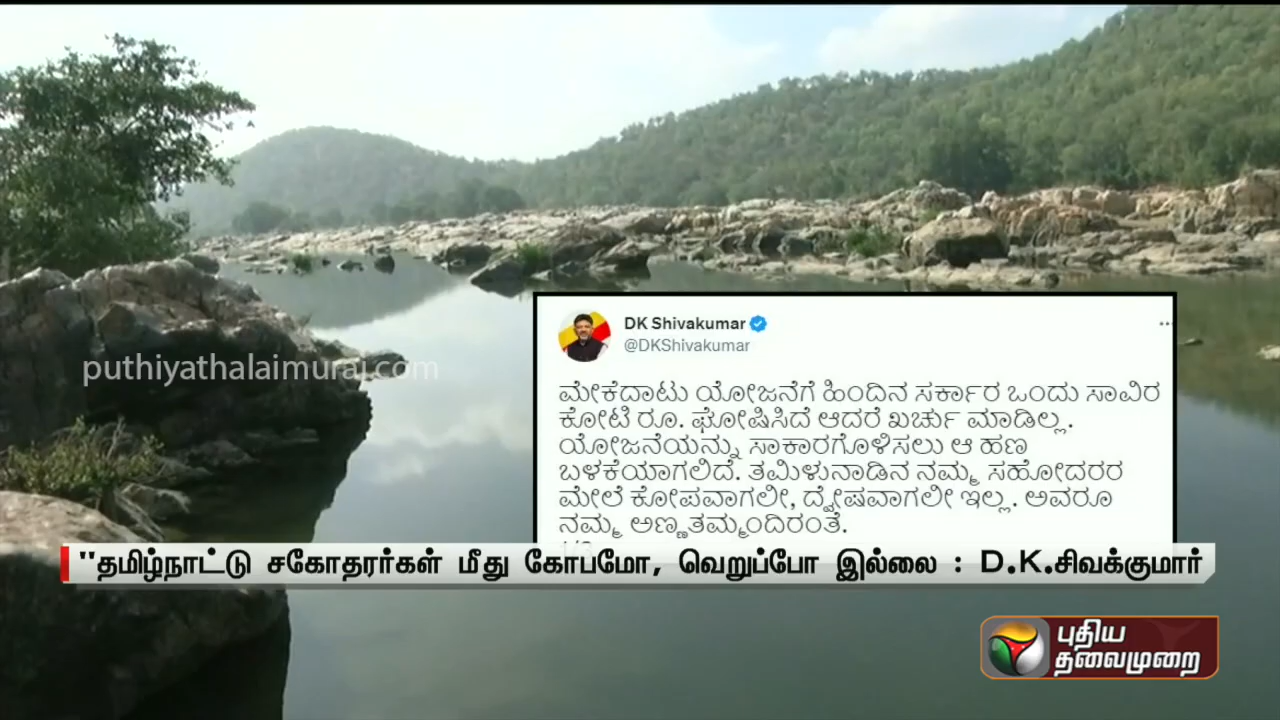 puthiyathalaimurai.com
DK Shivakumar
@DKShivakumar
ಮೇಕೆದಾಟು ಯೋಜನೆಗೆ ಹಿಂದಿನ ಸರ್ಕಾರ ಒಂದು ಸಾವಿರ
ಕೋಟಿ ರೂ. ಘೋಷಿಸಿದೆ ಆದರೆ ಖರ್ಚು ಮಾಡಿಲ್ಲ.
ಯೋಜನೆಯನ್ನು ಸಾಕಾರಗೊಳಿಸಲು ಆ ಹಣ
ಬಳಕೆಯಾಗಲಿದೆ. ತಮಿಳುನಾಡಿನ ನಮ್ಮ ಸಹೋದರರ
ಮೇಲೆ ಕೋಪವಾಗಲೀ, ದ್ವೇಷವಾಗಲೀ ಇಲ್ಲ. ಅವರೂ
ನಮ್ಮ ಅಣ್ಣತಮ್ಮಂದಿರಂತೆ.
"தமிழ்நாட்டு சகோதரர்கள் மீது கோபமோ, வெறுப்போ இல்லை : D.K.சிவக்குமார்
புதிய
தலைமுறை